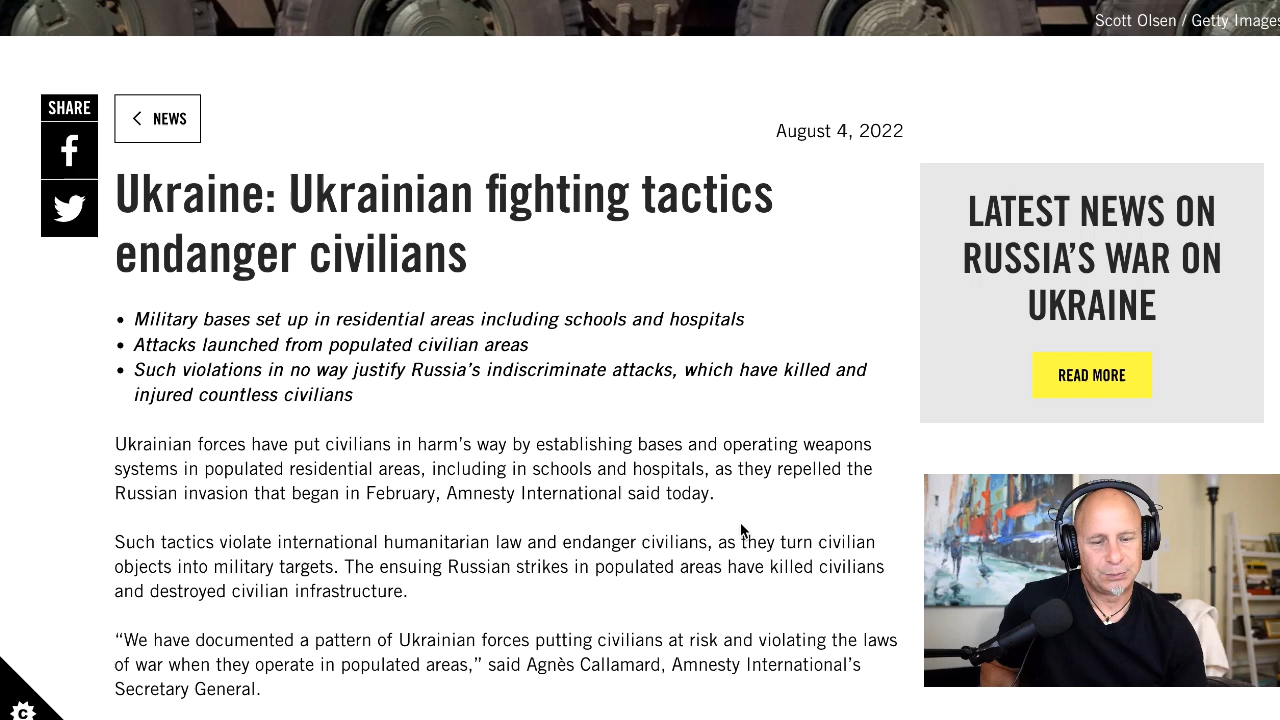 Scott Olsen / Getty Images
SHARE
NEWS
August 4, 2022
Ukraine: Ukrainian fighting tactics
endanger civilians
• Military bases set up in residential areas including schools and hospitals
• Attacks launched from populated civilian areas
• Such violations in no way justify Russia’s indiscriminate attacks, which have killed and
injured countless civilians
Ukrainian forces have put civilians in harm’s way by establishing bases and operating weapons
systems in populated residential areas, including in schools and hospitals, as they repelled the
Russian invasion that began in February, Amnesty International said today.
Such tactics violate international humanitarian law and endanger civilians, as they turn civilian
objects into military targets. The ensuing Russian strikes in populated areas have killed civilians
and destroyed civilian infrastructure.
“We have documented a pattern of Ukrainian forces putting civilians at risk and violating the laws
of war when they operate in populated areas,” said Agnès Callamard, Amnesty International’s
Secretary General.
LATEST NEWS ON
RUSSIA’S WAR ON
UKRAINE
READ MORE
C